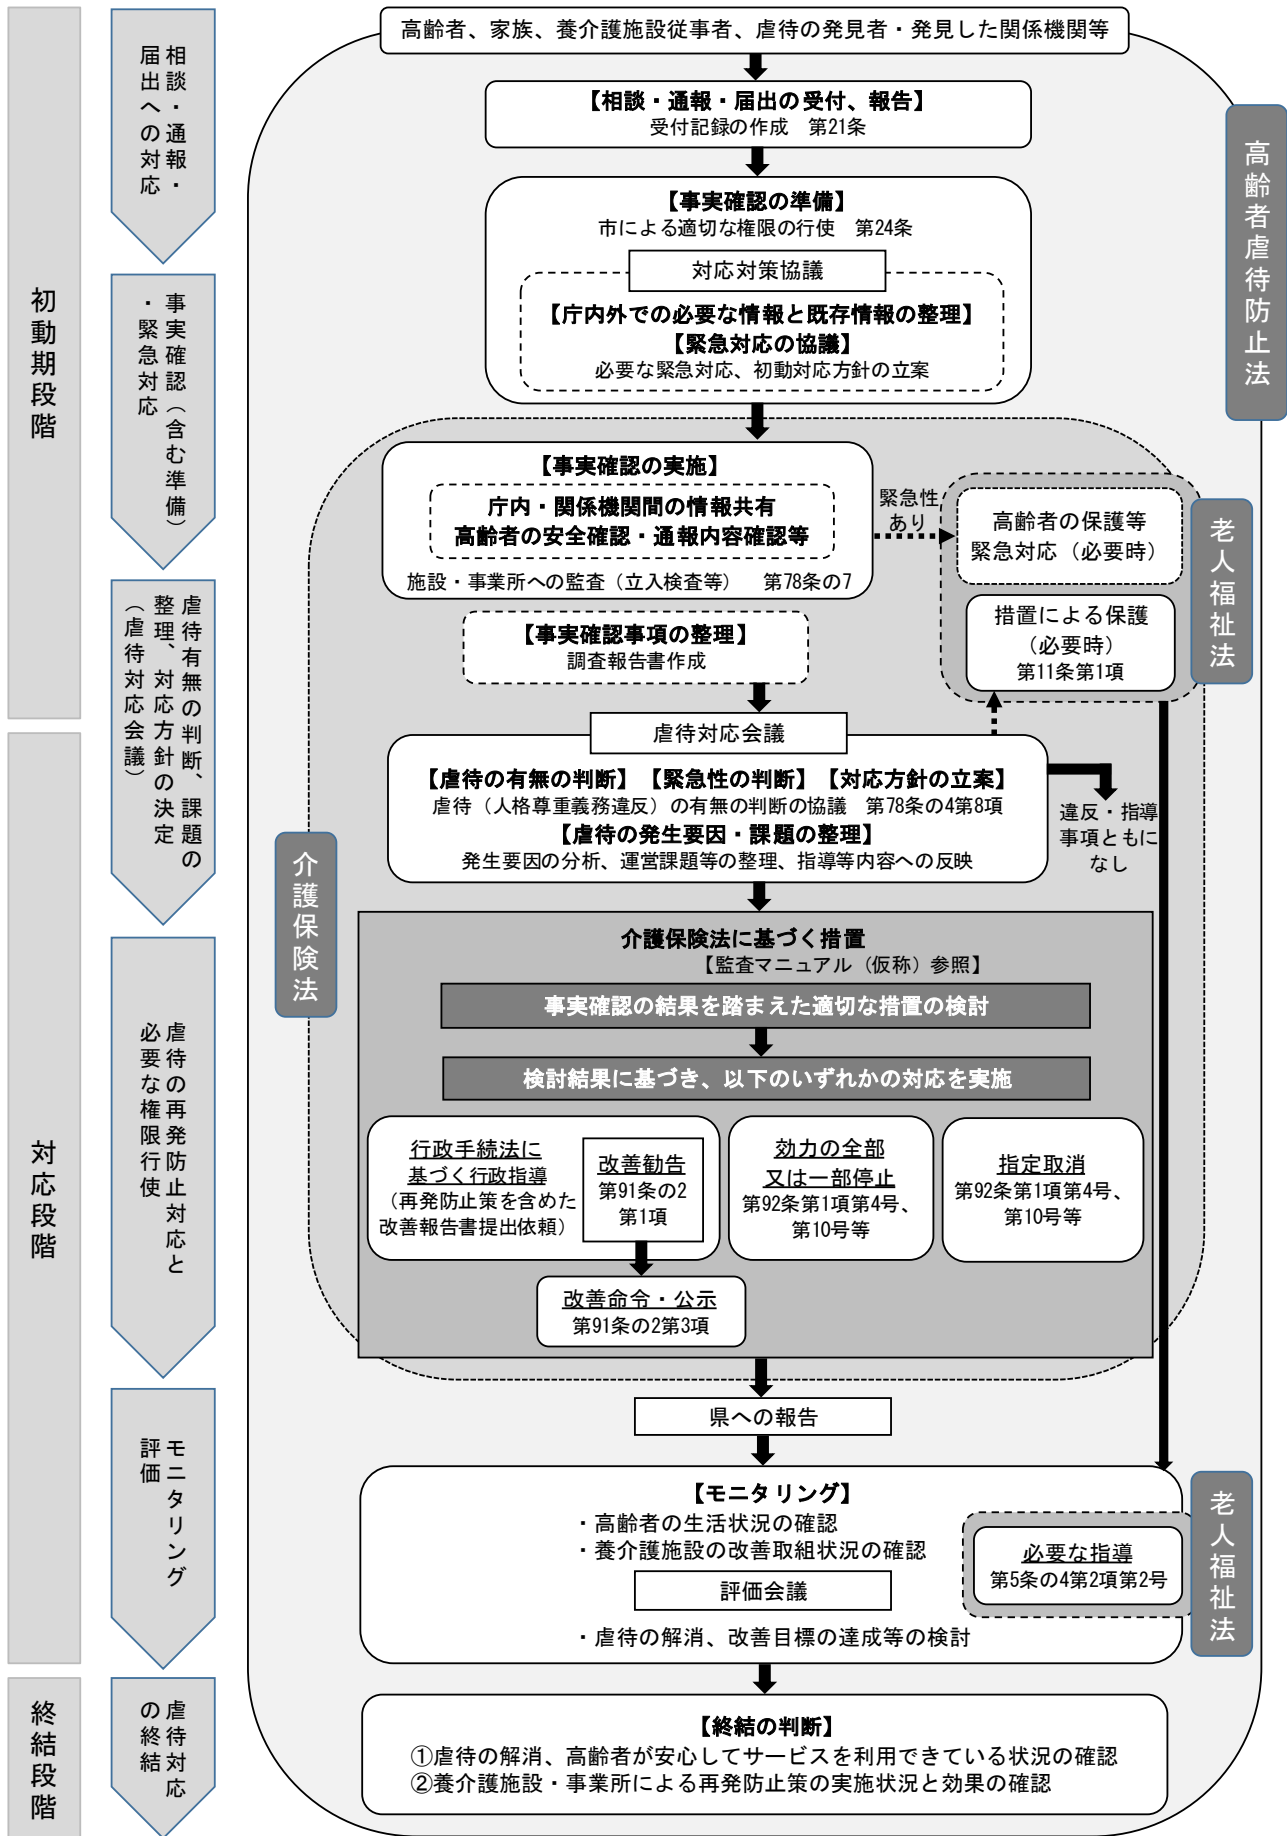 高齢者、家族、養介護施設従事者、虐待の発見者・発見した関係機関等
【相談・通報・届出の受付、報告】
受付記録の作成　第21条
【事実確認の準備】
市による適切な権限の行使　第24条
対応対策協議
【庁内外での必要な情報と既存情報の整理】
【緊急対応の協議】
必要な緊急対応、初動対応方針の立案
高齢者虐待防止法
初動期段階
相談・通報・
届出への対応
事実確認（含む準備）
・緊急対応
虐待有無の判断、課題の
整理、対応方針の決定
（虐待対応会議）
【事実確認の実施】
庁内・関係機関間の情報共有
高齢者の安全確認・通報内容確認等
施設・事業所への監査（立入検査等）　第78条の7
緊急性
あり
高齢者の保護等
緊急対応（必要時）
措置による保護
（必要時）
第11条第1項
老人福祉法
【事実確認事項の整理】
調査報告書作成
虐待対応会議
【虐待の有無の判断】【緊急性の判断】【対応方針の立案】
虐待（人格尊重義務違反）の有無の判断の協議　第78条の4第8項
【虐待の発生要因・課題の整理】
発生要因の分析、運営課題等の整理、指導等内容への反映
違反・指導
事項ともに
なし
介護保険法
対応段階
虐待の再発防止対応と
必要な権限行使
介護保険法に基づく措置
【監査マニュアル（仮称）参照】
事実確認の結果を踏まえた適切な措置の検討
検討結果に基づき、以下のいずれかの対応を実施
行政手続法に
基づく行政指導
（再発防止策を含めた
改善報告書提出依頼）
改善勧告
第91条の2
第1項
効力の全部
又は一部停止
第92条第1項第4号、
第10号等
指定取消
第92条第1項第4号、
第10号等
改善命令・公示
第91条の2第3項
県への報告
モニタリング
評価
【モニタリング】
・高齢者の生活状況の確認
・養介護施設の改善取組状況の確認
評価会議
・虐待の解消、改善目標の達成等の検討
必要な指導
第5条の4第2項第2号
老人福祉法
終結段階
虐待対応
の終結
【終結の判断】
①虐待の解消、高齢者が安心してサービスを利用できている状況の確認
②養介護施設・事業所による再発防止策の実施状況と効果の確認